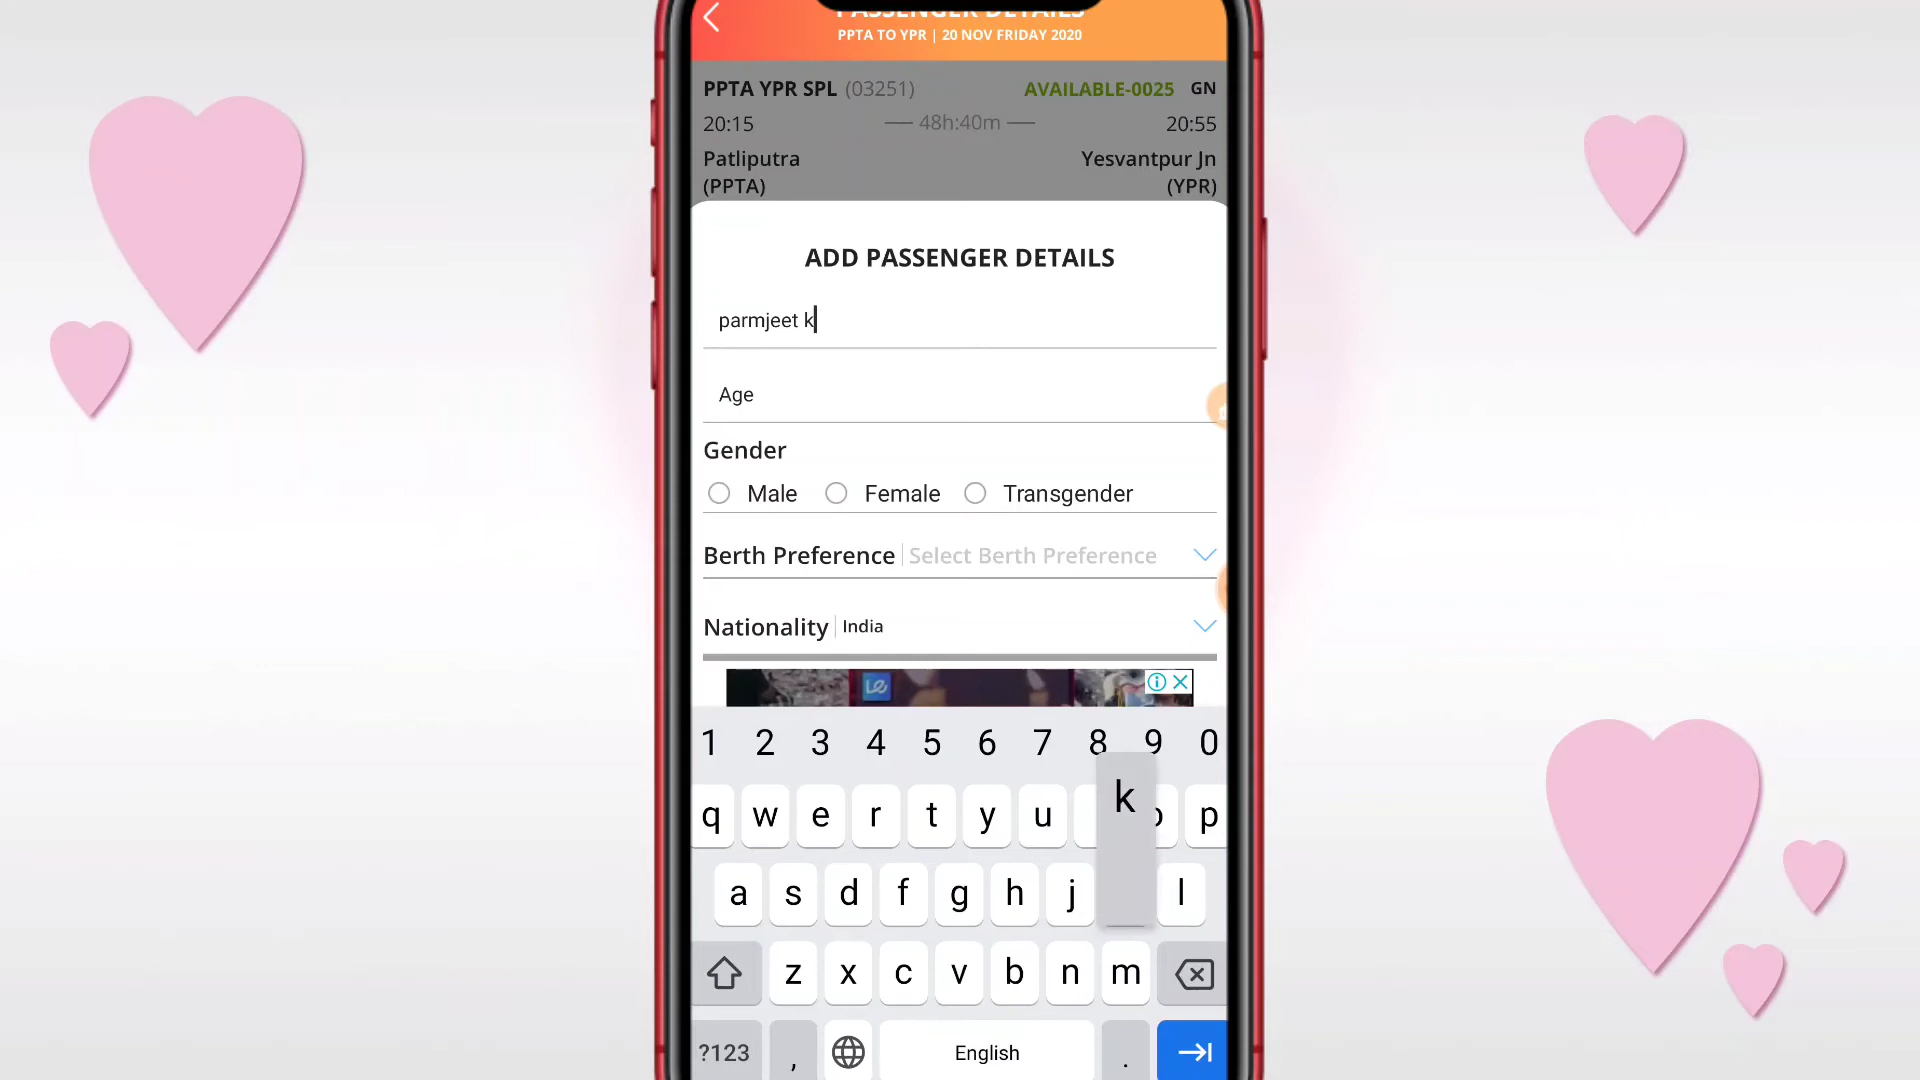 PASSENGER DETAILS
PPTA TO YPR | 20 NOV FRIDAY 2020
PPTA YPR SPL (03251) AVAILABLE-0025 GN
20:15 48h:40m 20:55
Patliputra Yesvantpur Jn
(PPTA) (YPR)
ADD PASSENGER DETAILS
parmjeet k
Age
Gender
Male Female Transgender
Berth Preference Select Berth Preference
Nationality India
1 2 3 4 5 6 7 8 9 0
k
q w e r t y u o p
a s d f g h j l
z x c v b n m
?123 , English .